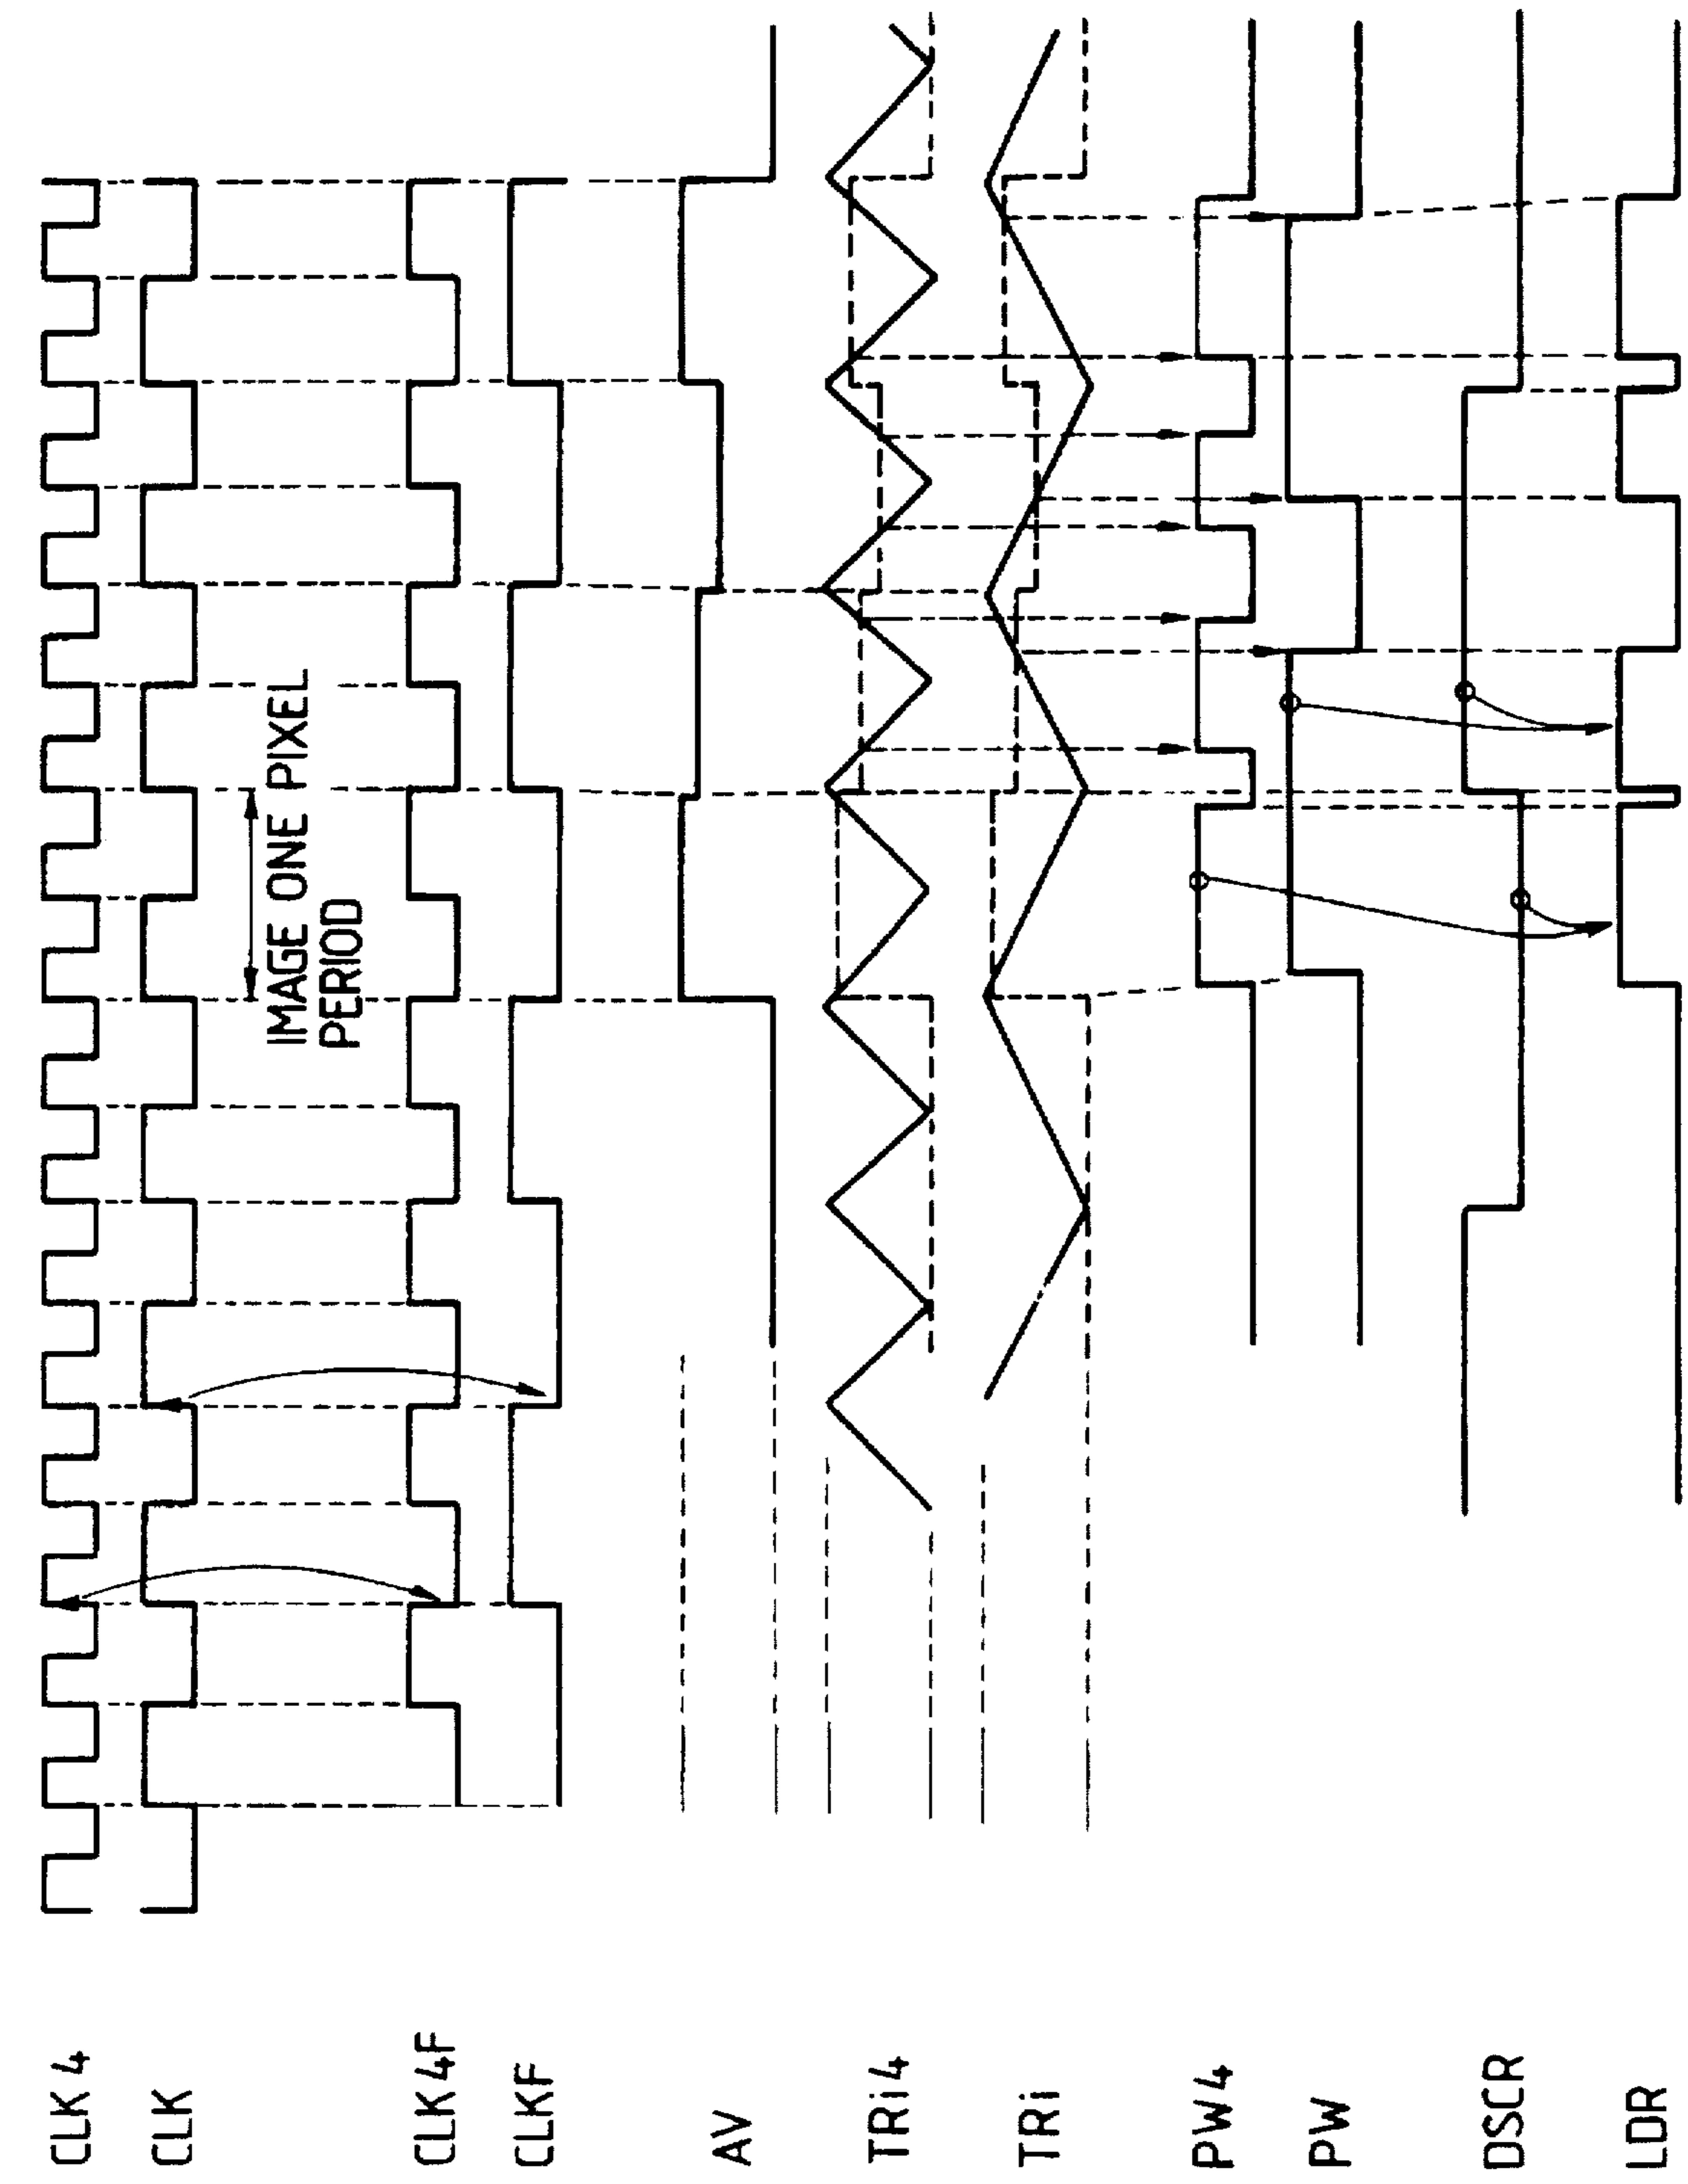 CLK 4
CLK
IMAGE ONE PIXEL
PERIOD
CLK 4F
CLKF
AV
TRi 4
TRi
PW 4
PW
DSCR
LDR